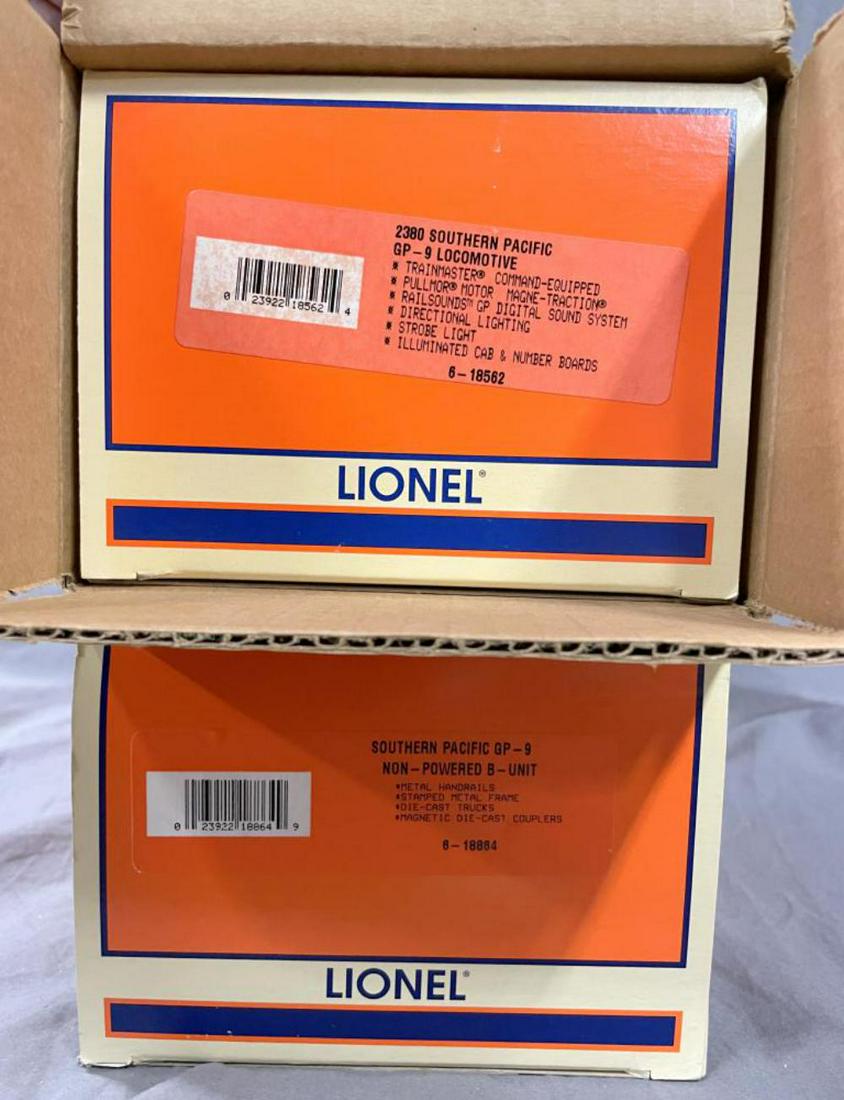 2380 SOUTHERN PACIFIC
GP-9 LOCOMOTIVE
* TRAINMASTER® COMMAND-EQUIPPED
* PULLMOR® MOTOR MAGNE-TRACTION®
* RAILSOUNDS™ GP DIGITAL SOUND SYSTEM
* DIRECTIONAL LIGHTING
* STROBE LIGHT
* ILLUMINATED CAB & NUMBER BOARDS
6-18562
0 23922 18562 4
LIONEL®
SOUTHERN PACIFIC GP-9
NON-POWERED B-UNIT
*METAL HANDRAILS
*STAMPED METAL FRAME
*DIE-CAST TRUCKS
*MAGNETIC DIE-CAST COUPLERS
6-18864
0 23922 18864 9
LIONEL®